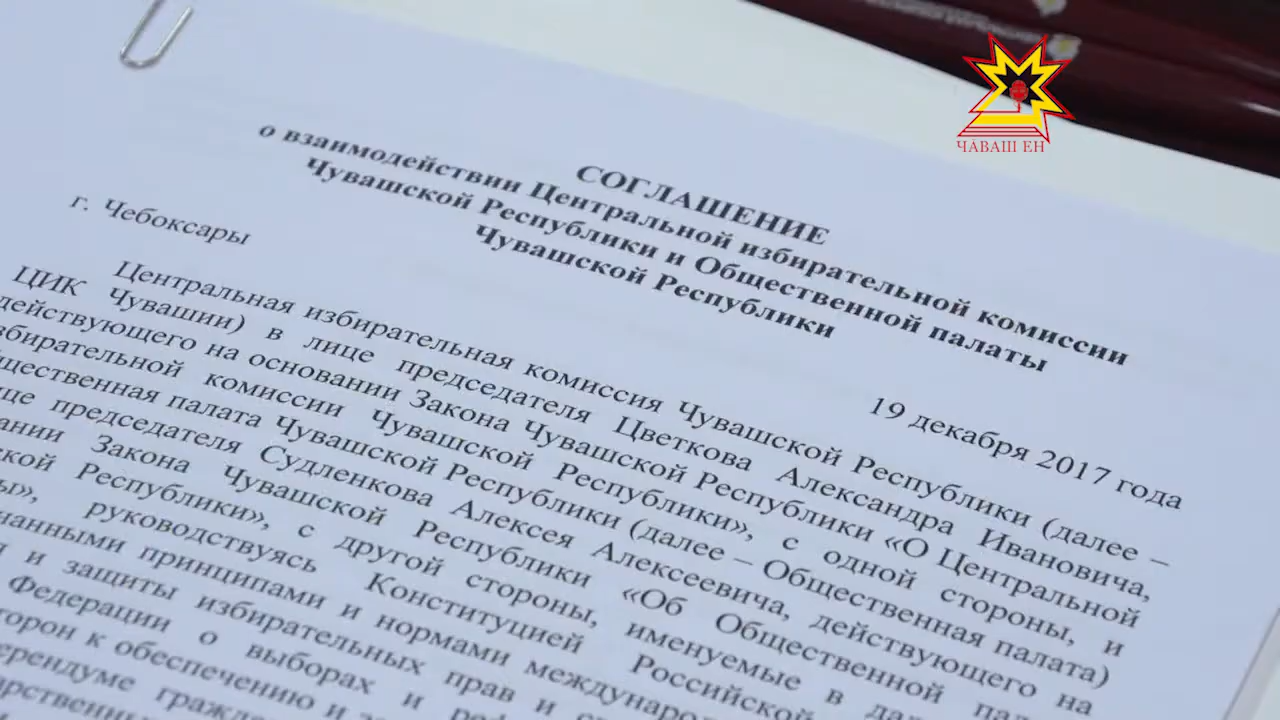 ЧӐВАШ ЕН
СОГЛАШЕНИЕ
о взаимодействии Центральной избирательной комиссии
Чувашской Республики и Общественной палаты
Чувашской Республики
г. Чебоксары
19 декабря 2017 года
Центральная избирательная комиссия Чувашской Республики (далее –
ЦИК Чувашии) в лице председателя Цветкова Александра Ивановича,
действующего на основании Закона Чувашской Республики «О Центральной
избирательной комиссии Чувашской Республики», с одной стороны, и
Общественная палата Чувашской Республики (далее – Общественная палата)
председателя Судленкова Алексея Алексеевича, действующего на
Закона Чувашской Республики «Об Общественной
Республики», с другой стороны, именуемые в
руководствуясь Конституцией Российской
принципами и нормами
и защиты избирательных прав и
Федерации о выборах и
к обеспечению и